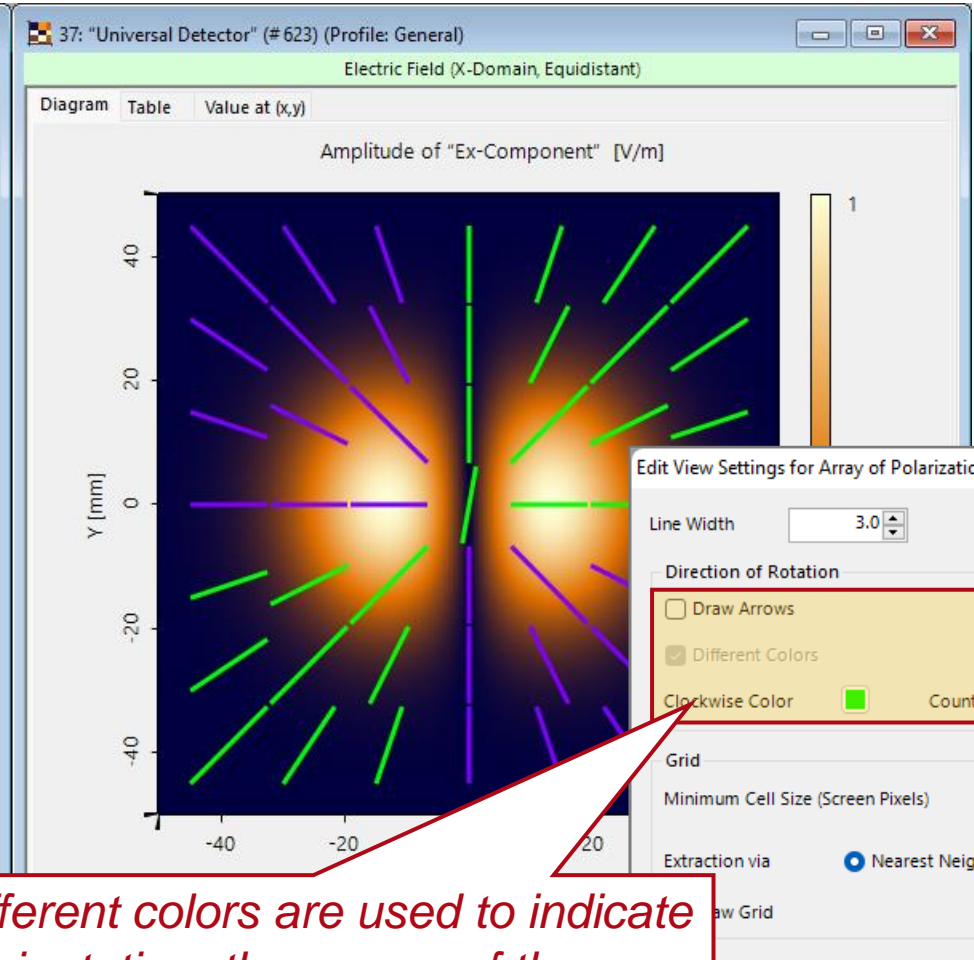 37: "Universal Detector" (# 623) (Profile: General)
Electric Field (X-Domain, Equidistant)
Diagram Table Value at (x,y)
Amplitude of "Ex-Component" [V/m]
1
40
20
Y [mm]
0
-20
-40
-40 -20 20
Edit View Settings for Array of Polarizatio
Line Width 3.0
Direction of Rotation
Draw Arrows
Different Colors
Clockwise Color Count
Grid
Minimum Cell Size (Screen Pixels)
Extraction via Nearest Neig
aw Grid
fferent colors are used to indicate